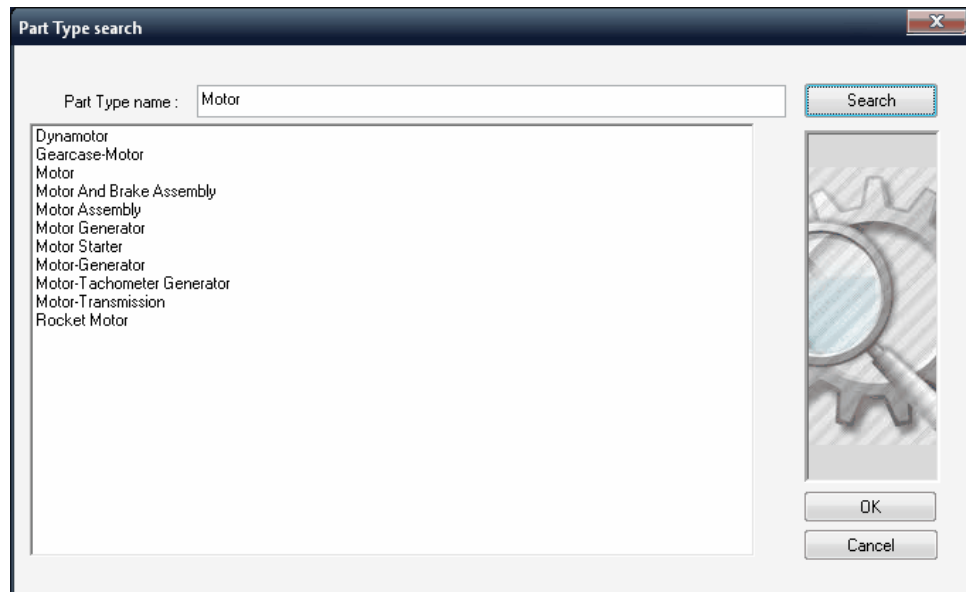 Part Type search
Part Type name : Motor Search
Dynamotor
Gearcase-Motor
Motor
Motor And Brake Assembly
Motor Assembly
Motor Generator
Motor Starter
Motor-Generator
Motor-Tachometer Generator
Motor-Transmission
Rocket Motor
OK
Cancel